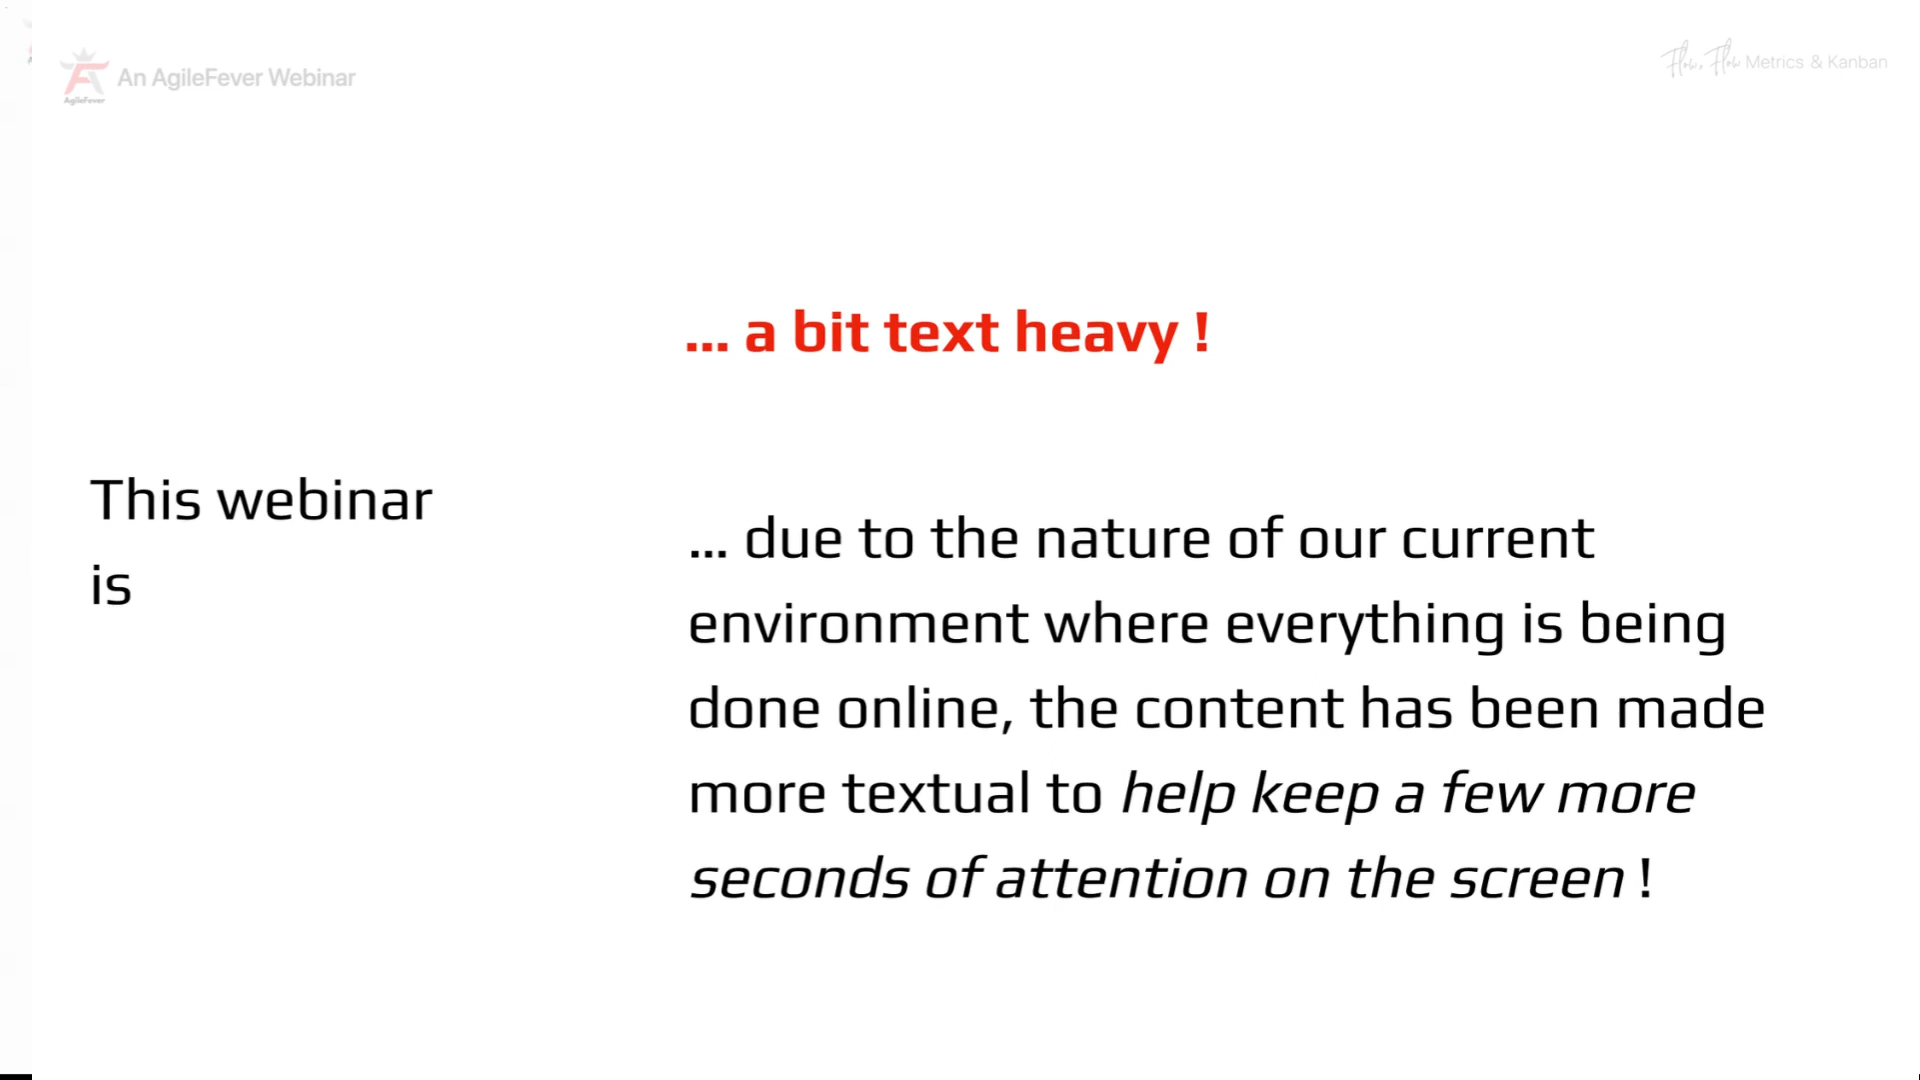 An AgileFever Webinar
AgileFever
Flow, Flow Metrics & Kanban
... a bit text heavy !
This webinar
is
... due to the nature of our current
environment where everything is being
done online, the content has been made
more textual to help keep a few more
seconds of attention on the screen !